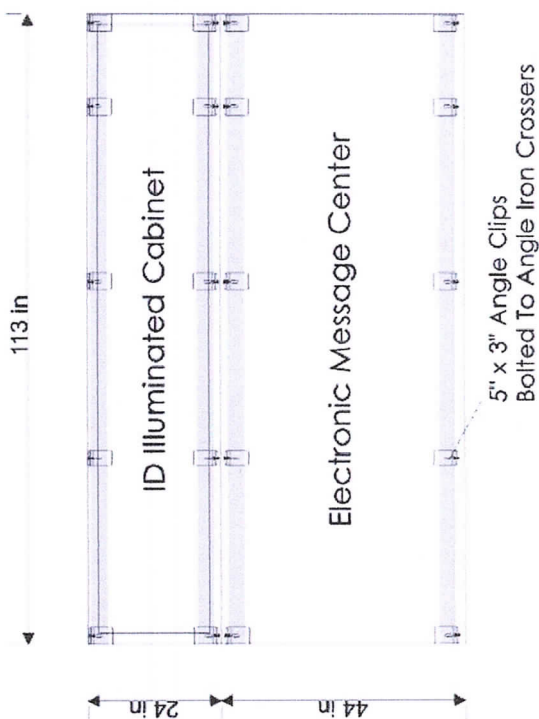 113 in
ID Illuminated Cabinet
Electronic Message Center
24 in
44 in
5" x 3" Angle Clips
Bolted To Angle Iron Crossers